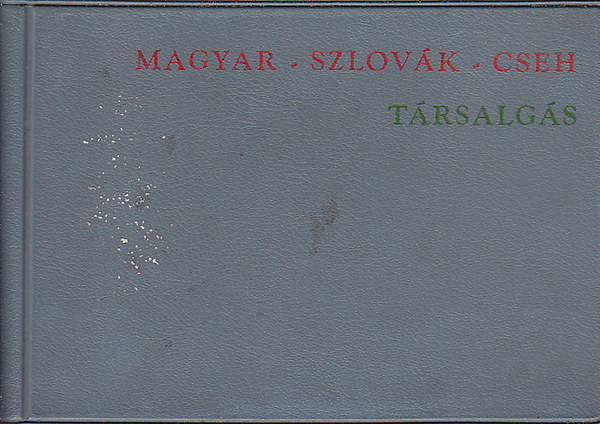 MAGYAR - SZLOVÁK - CSEH
TÁRSALGÁS